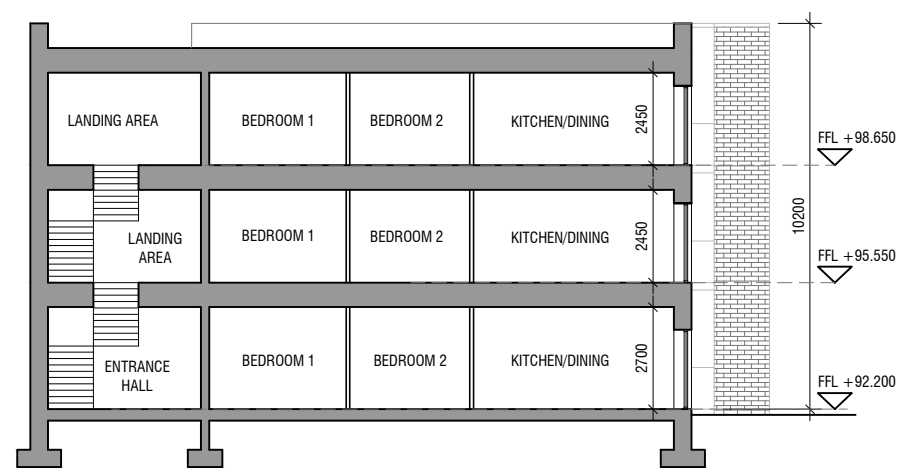 LANDING AREA
BEDROOM 1
BEDROOM 2
KITCHEN/DINING
2450
FFL +98.650
LANDING
AREA
BEDROOM 1
BEDROOM 2
KITCHEN/DINING
2450
10200
FFL +95.550
ENTRANCE
HALL
BEDROOM 1
BEDROOM 2
KITCHEN/DINING
2700
FFL +92.200